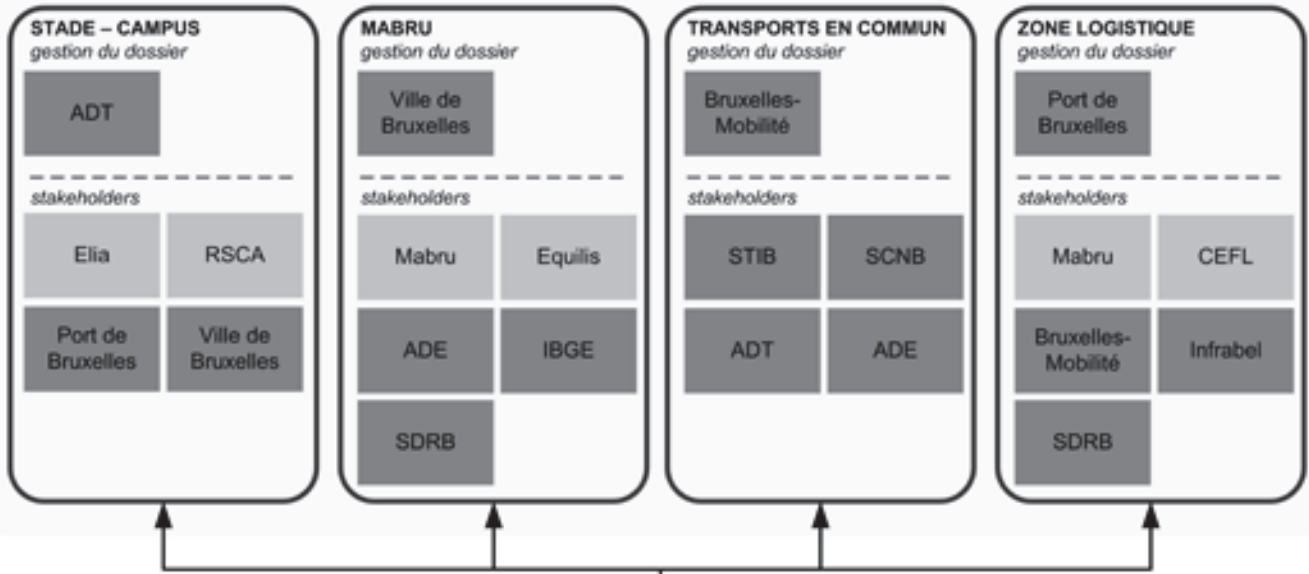 STADE – CAMPUS
gestion du dossier
ADT
stakeholders
Elia
RSCA
Port de
Bruxelles
Ville de
Bruxelles
MABRU
gestion du dossier
Ville de
Bruxelles
stakeholders
Mabru
Equilis
ADE
IBGE
SDRB
TRANSPORTS EN COMMUN
gestion du dossier
Bruxelles-
Mobilité
stakeholders
STIB
SCNB
ADT
ADE
ZONE LOGISTIQUE
gestion du dossier
Port de
Bruxelles
stakeholders
Mabru
CEFL
Bruxelles-
Mobilité
Infrabel
SDRB